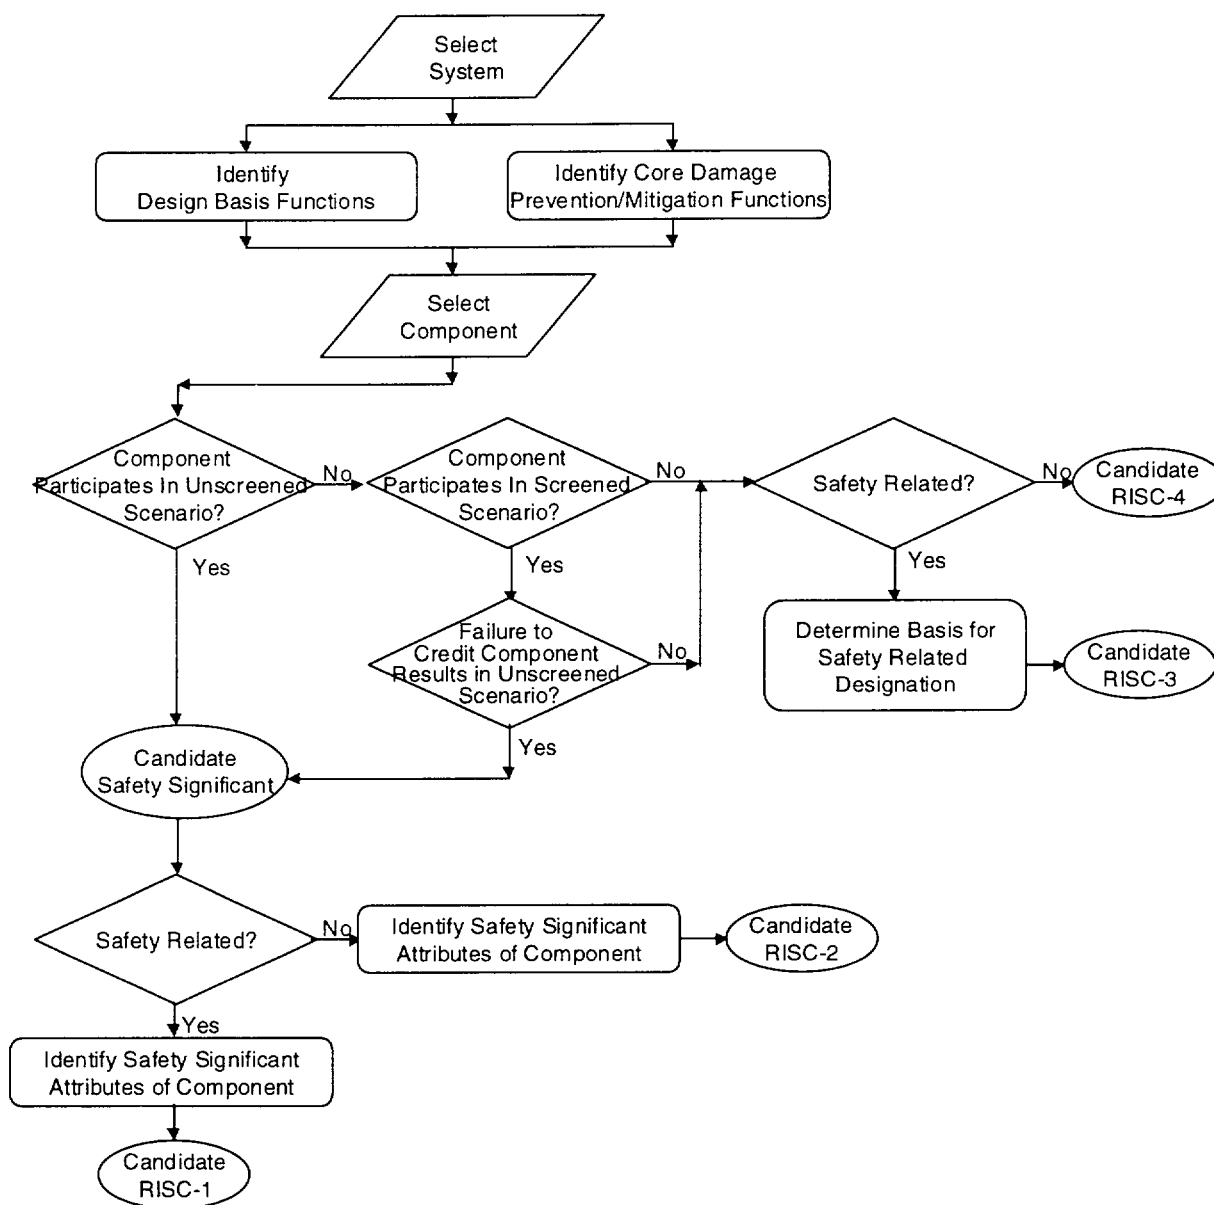 Select
System
Identify
Design Basis Functions
Identify Core Damage
Prevention/Mitigation Functions
Select
Component
Component
Participates In Unscreened
Scenario?
No
Component
Participates In Screened
Scenario?
No
Safety Related?
No
Candidate
RISC-4
Yes
Yes
Yes
Failure to
Credit Component
Results in Unscreened
Scenario?
No
Determine Basis for
Safety Related
Designation
Candidate
RISC-3
Yes
Candidate
Safety Significant
Safety Related?
No
Identify Safety Significant
Attributes of Component
Candidate
RISC-2
Yes
Identify Safety Significant
Attributes of Component
Candidate
RISC-1